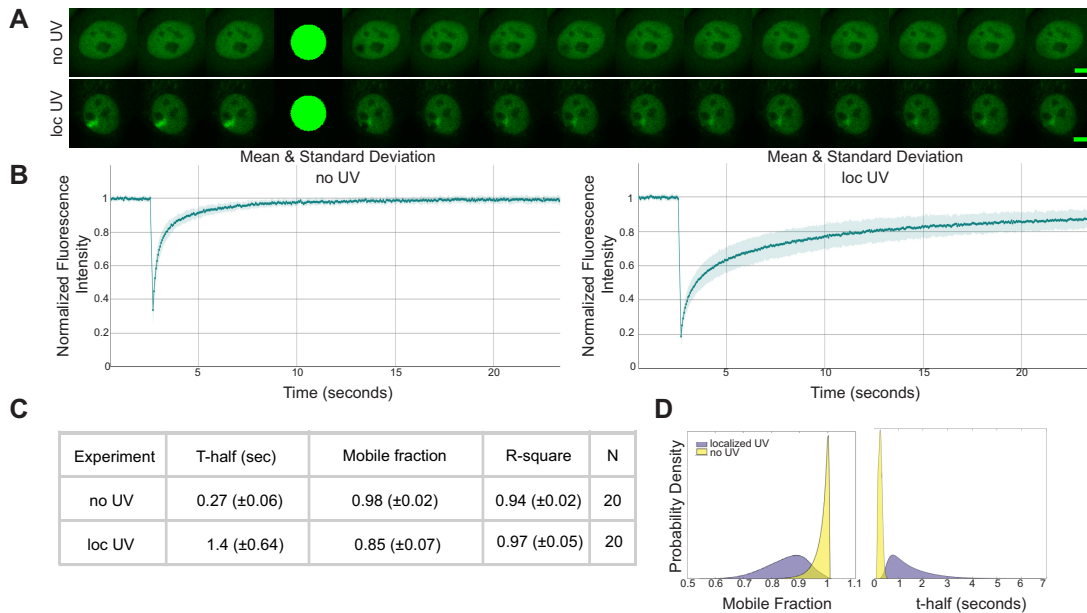 A
no UV
loc UV
B
Mean & Standard Deviation
no UV
Normalized Fluorescence
Intensity
1
0.8
0.6
0.4
0.2
0
5
10
15
20
Time (seconds)
Mean & Standard Deviation
loc UV
Normalized Fluorescence
Intensity
1
0.8
0.6
0.4
0.2
0
5
10
15
20
Time (seconds)
C
Experiment T-half (sec) Mobile fraction R-square N
no UV 0.27 (±0.06) 0.98 (±0.02) 0.94 (±0.02) 20
loc UV 1.4 (±0.64) 0.85 (±0.07) 0.97 (±0.05) 20
D
localized UV
no UV
Probability Density
0.5 0.6 0.7 0.8 0.9 1 1.1
Mobile Fraction
0 1 2 3 4 5 6 7
t-half (seconds)